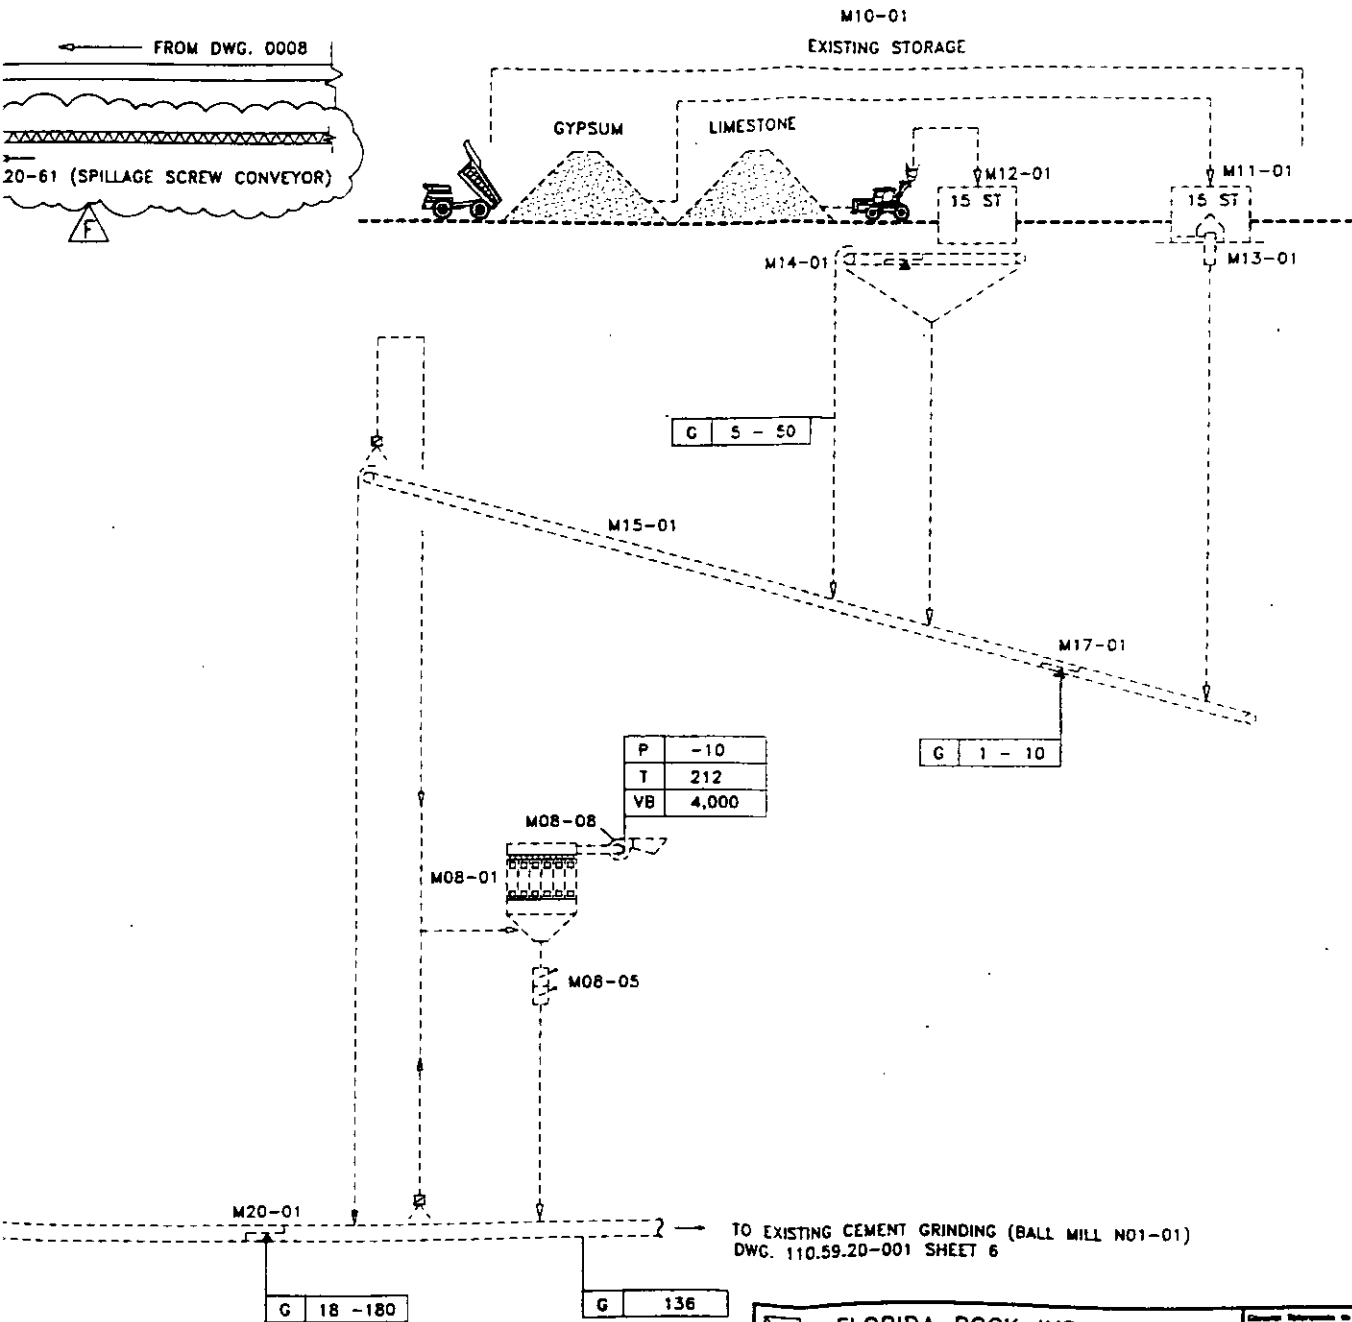 M10-01
FROM DWG. 0008
EXISTING STORAGE
GYPSUM
LIMESTONE
20-61 (SPILLAGE SCREW CONVEYOR)
F
M12-01
15 ST
M11-01
15 ST
M14-01
M13-01
G 5 - 50
M15-01
M17-01
G 1 - 10
P -10
T 212
VB 4,000
M08-08
M08-01
M08-05
M20-01
TO EXISTING CEMENT GRINDING (BALL MILL N01-01)
DWG. 110.59.20-001 SHEET 6
G 18 -180
G 136